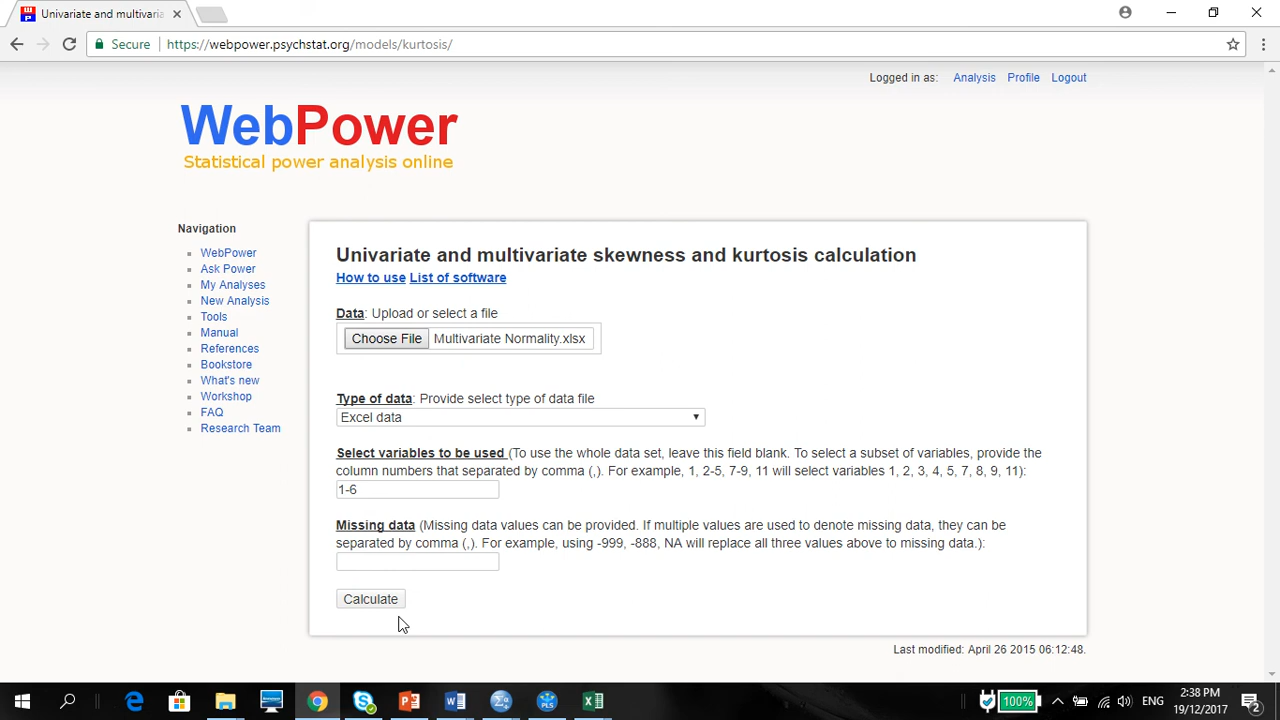 Univariate and multivaria
Secure
https://webpower.psychstat.org/models/kurtosis/
Logged in as: Analysis Profile Logout
WebPower
Statistical power analysis online
Navigation
WebPower
Ask Power
My Analyses
New Analysis
Tools
Manual
References
Bookstore
What's new
Workshop
FAQ
Research Team
Univariate and multivariate skewness and kurtosis calculation
How to use List of software
Data: Upload or select a file
Choose File Multivariate Normality.xlsx
Type of data: Provide select type of data file
Excel data
Select variables to be used (To use the whole data set, leave this field blank. To select a subset of variables, provide the
column numbers that separated by comma (,). For example, 1, 2-5, 7-9, 11 will select variables 1, 2, 3, 4, 5, 7, 8, 9, 11):
1-6
Missing data (Missing data values can be provided. If multiple values are used to denote missing data, they can be
separated by comma (,). For example, using -999, -888, NA will replace all three values above to missing data.):
Calculate
Last modified: April 26 2015 06:12:48.
100%
ENG
2:38 PM
19/12/2017
2